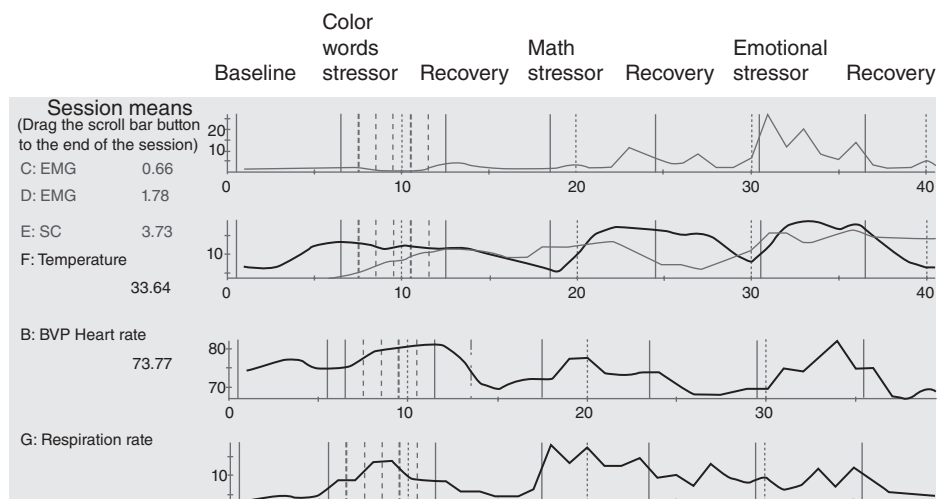 Color
words
stressor
Math
stressor
Emotional
stressor
Baseline
Recovery
Recovery
Recovery
Session means
(Drag the scroll bar button
to the end of the session)
C: EMG 0.66
D: EMG 1.78
E: SC 3.73
F: Temperature
33.64
B: BVP Heart rate
73.77
G: Respiration rate
20
10
0 10 20 30 40
10
0 10 20 30 40
80
70
0 10 20 30
10